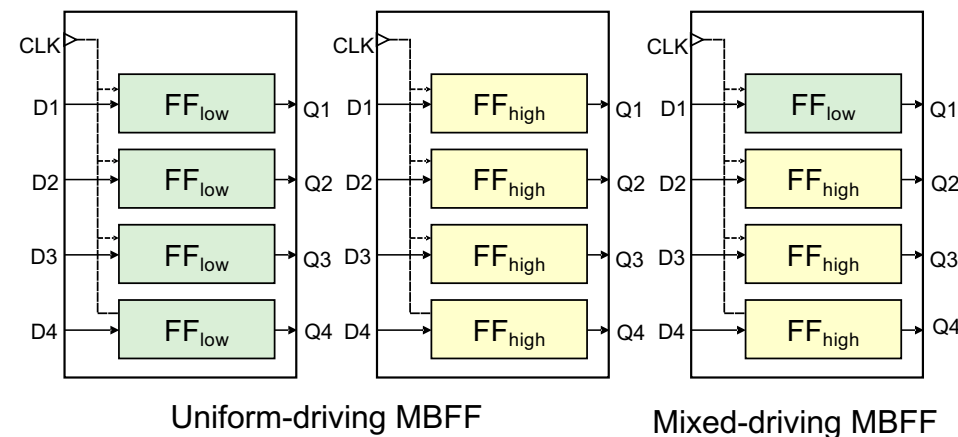 CLK CLK CLK
D1 FFlow Q1 D1 FFhigh Q1 D1 FFlow Q1
D2 FFlow Q2 D2 FFhigh Q2 D2 FFhigh Q2
D3 FFlow Q3 D3 FFhigh Q3 D3 FFhigh Q3
D4 FFlow Q4 D4 FFhigh Q4 D4 FFhigh Q4
Uniform-driving MBFF Mixed-driving MBFF